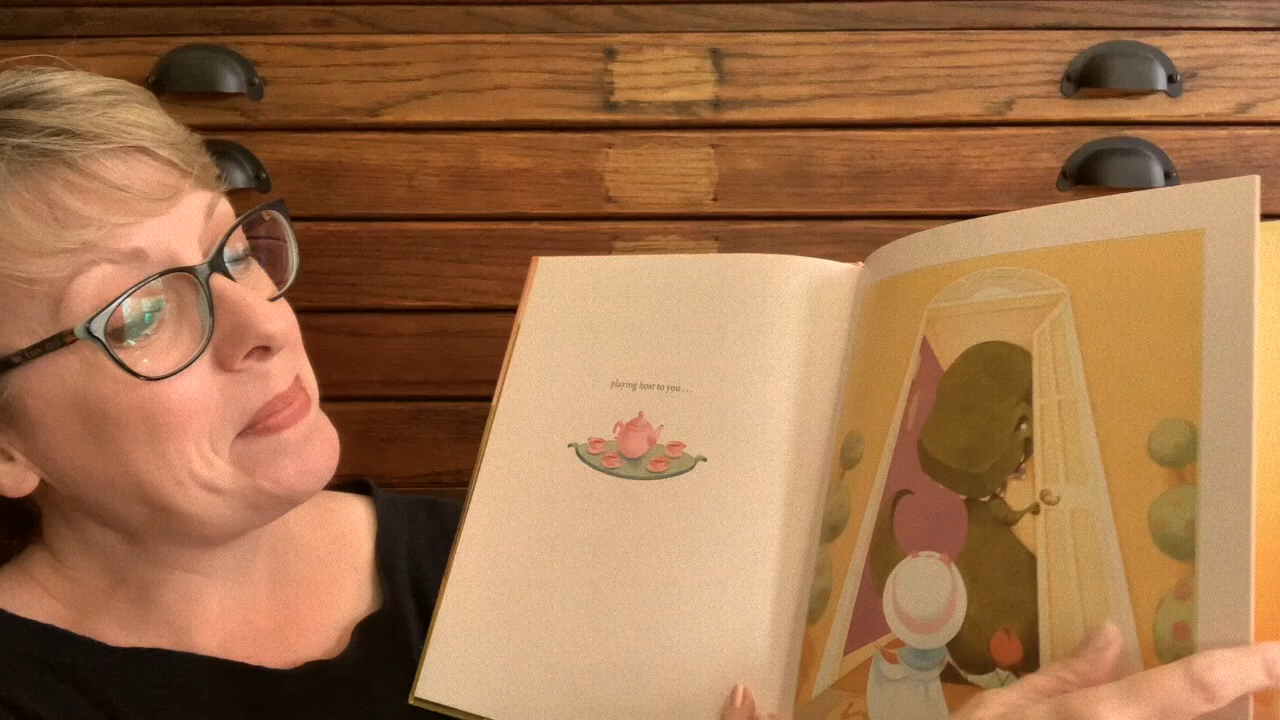 playing host to you . . .